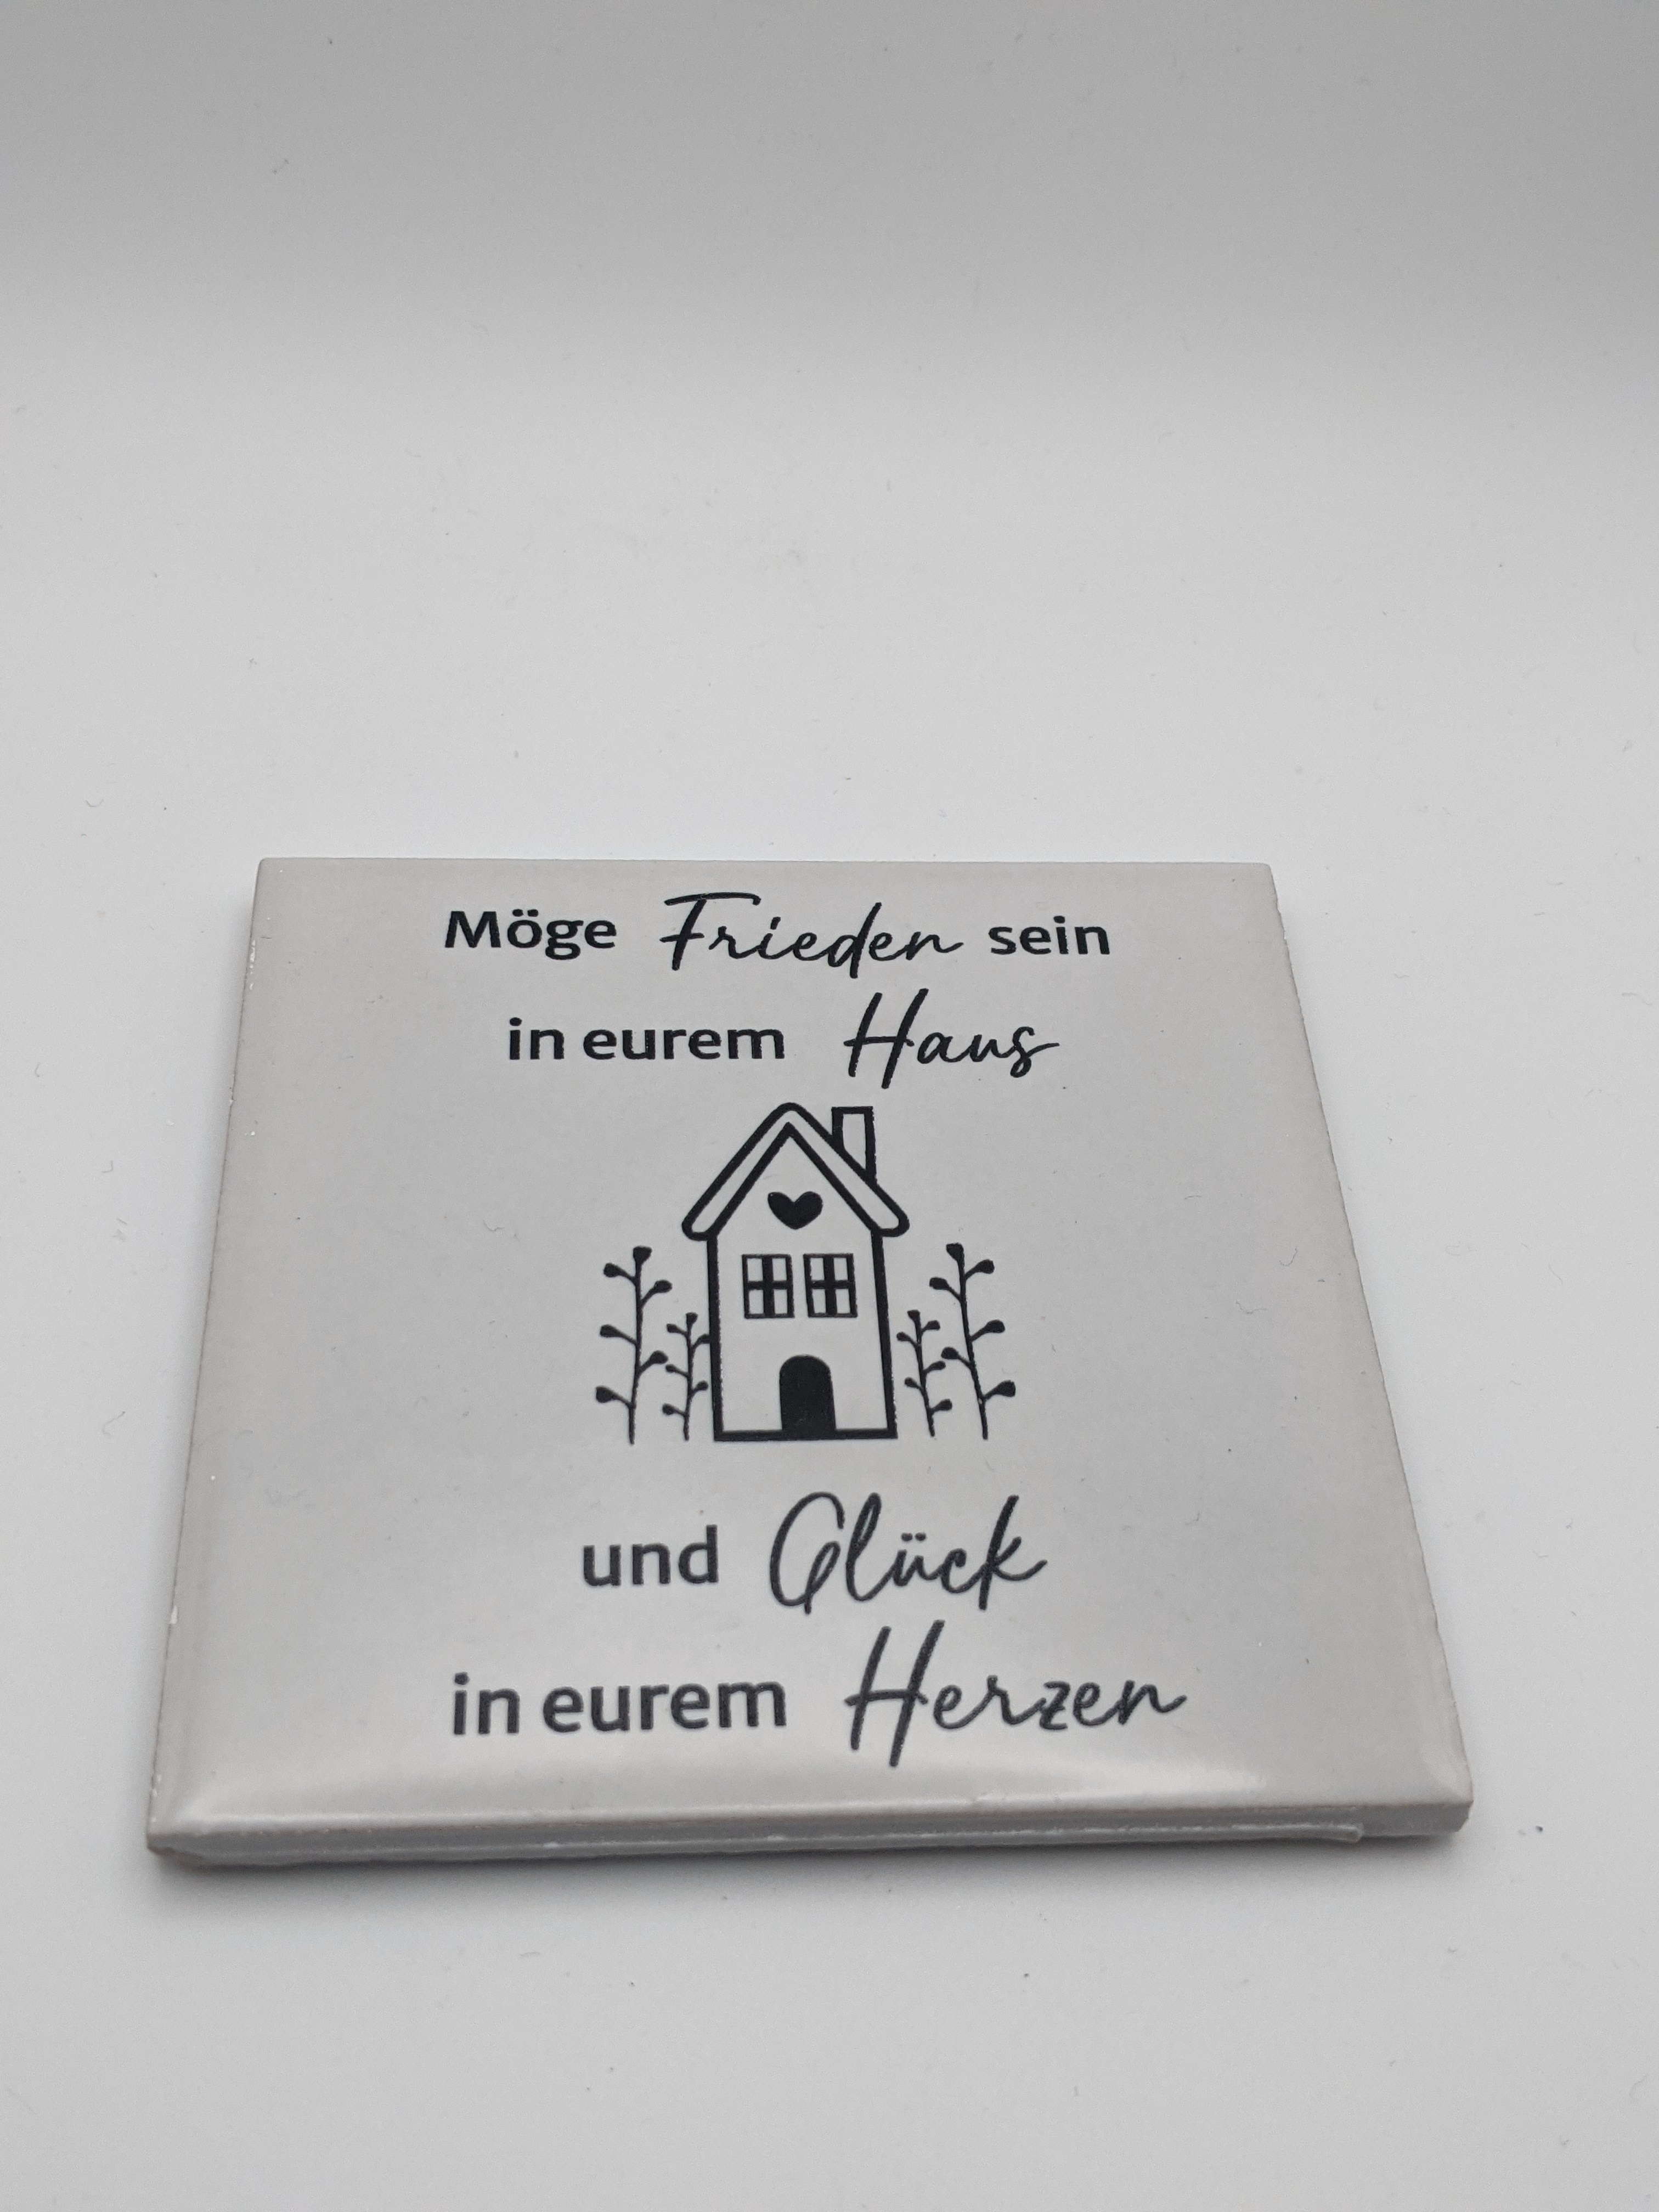 Möge Frieden sein
in eurem Haus
und Glück
in eurem Herzen